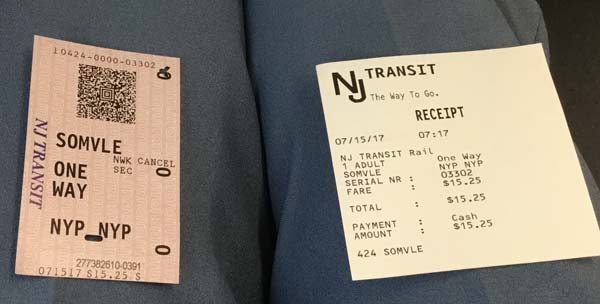 10424-0000-03302
SOMVLE
NWK CANCEL
SEC
ONE
WAY
NYP_NYP
277382610-0391
071517 $15.25 S
NJ TRANSIT
NJ TRANSIT
The Way To Go.
RECEIPT
07/15/17 07:17
NJ TRANSIT Rail
1 ADULT One Way
SOMVLE NYP NYP
SERIAL NR : 03302
FARE : $15.25
TOTAL : $15.25
PAYMENT : Cash
AMOUNT : $15.25
424 SOMVLE